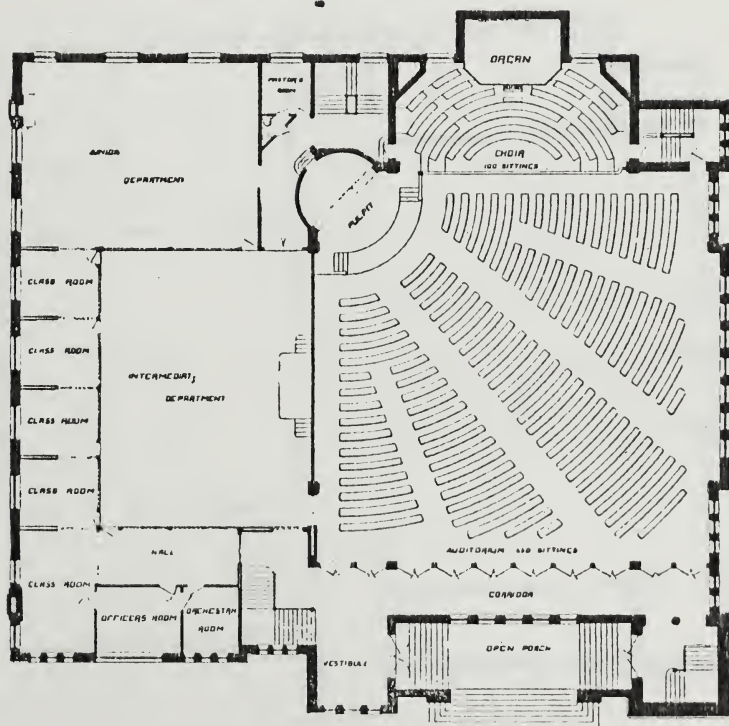 ORGAN
PASTORS
ROOM
JUNIOR
DEPARTMENT
CHOIR
100 SITTINGS
PULPIT
CLASS ROOM
CLASS ROOM
INTERMEDIATE
DEPARTMENT
CLASS ROOM
CLASS ROOM
HALL
AUDITORIUM 550 SITTINGS
CLASS ROOM
CORRIDOR
OFFICERS ROOM
ORCHESTRA
ROOM
OPEN PORCH
VESTIBULE